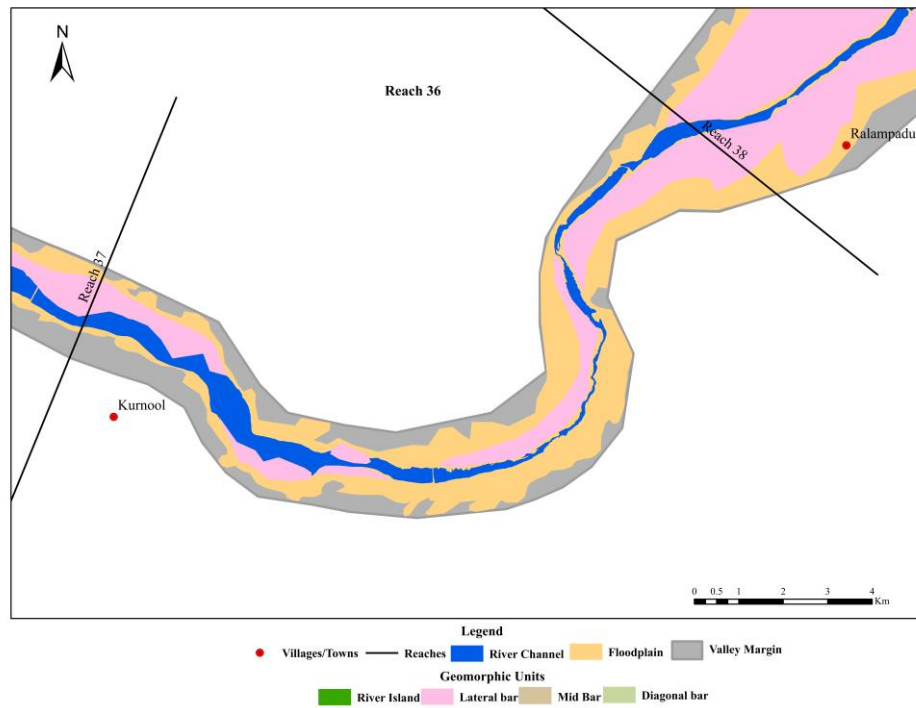 N
Reach 36
Reach 38
Ralampadu
Reach 37
Kurnool
0 0.5 1 2 3 4
Km
Legend
Villages/Towns Reaches River Channel Floodplain Valley Margin
Geomorphic Units
River Island Lateral bar Mid Bar Diagonal bar